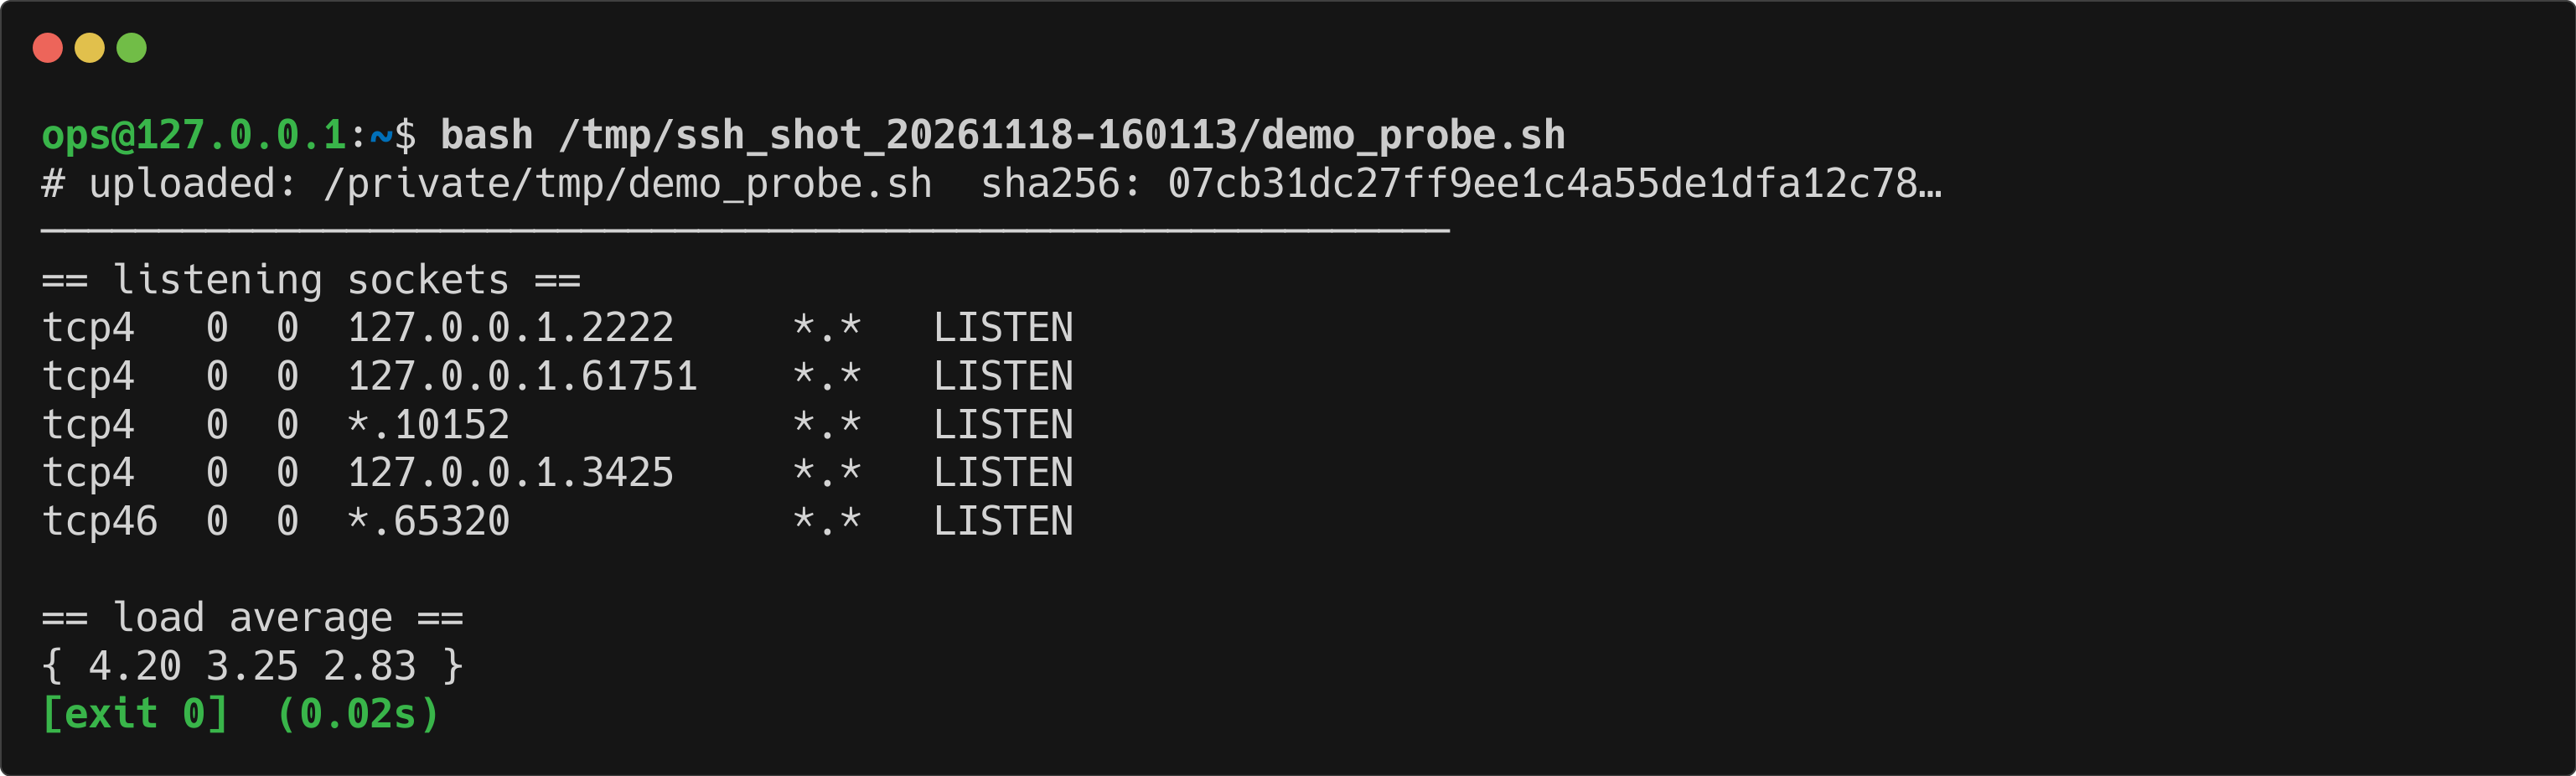 ops@127.0.0.1:~$ bash /tmp/ssh_shot_20261118-160113/demo_probe.sh
# uploaded: /private/tmp/demo_probe.sh  sha256: 07cb31dc27ff9ee1c4a55de1dfa12c78…
────────────────────────────────────────────────────────────
== listening sockets ==
tcp4   0  0  127.0.0.1.2222     *.*   LISTEN
tcp4   0  0  127.0.0.1.61751    *.*   LISTEN
tcp4   0  0  *.10152            *.*   LISTEN
tcp4   0  0  127.0.0.1.3425     *.*   LISTEN
tcp46  0  0  *.65320            *.*   LISTEN

== load average ==
{ 4.20 3.25 2.83 }
[exit 0]  (0.02s)